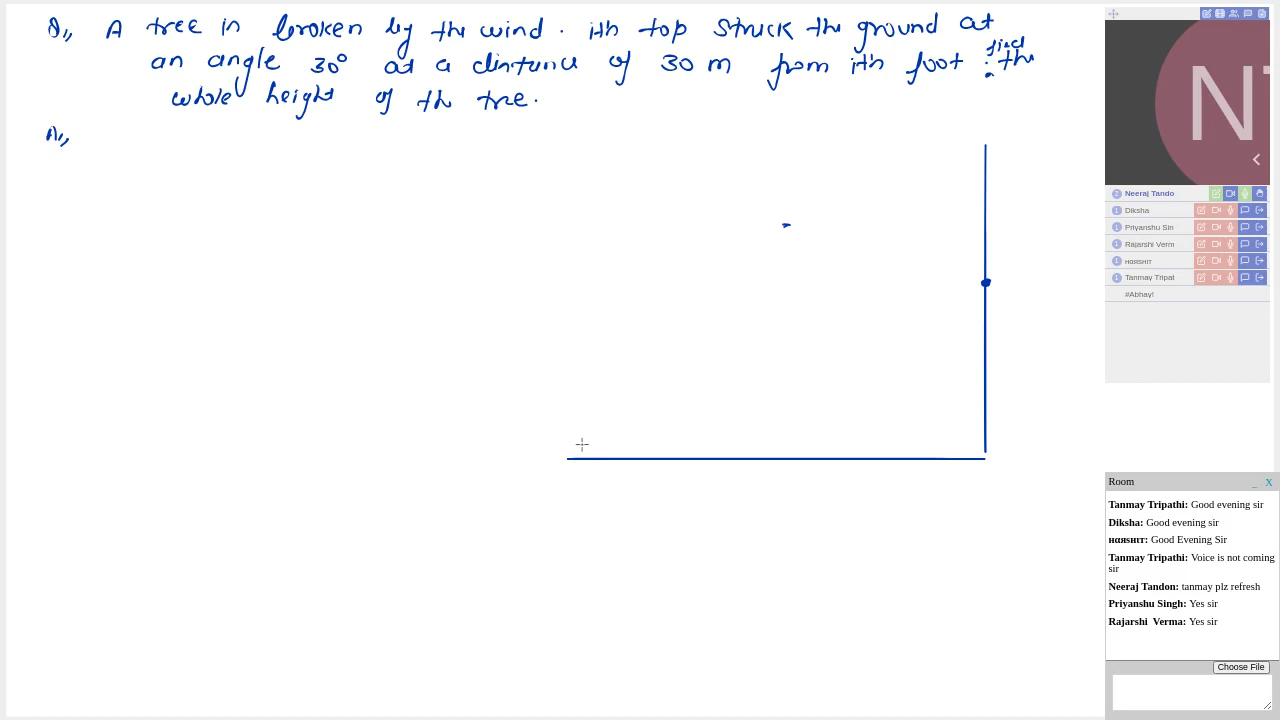 Q,, A tree is broken by the wind. its top struck the ground at
an angle 30° at a distance of 30 m from its foot. find the
whole height of the tree.
A,,
NT
Neeraj Tando
Diksha
Priyanshu Sin
Rajarshi Verm
нαяsнιт
Tanmay Tripat
#Abhay!
Room _ X
Tanmay Tripathi: Good evening sir
Diksha: Good evening sir
нαяsнιт: Good Evening Sir
Tanmay Tripathi: Voice is not coming
sir
Neeraj Tandon: tanmay plz refresh
Priyanshu Singh: Yes sir
Rajarshi Verma: Yes sir
Choose File